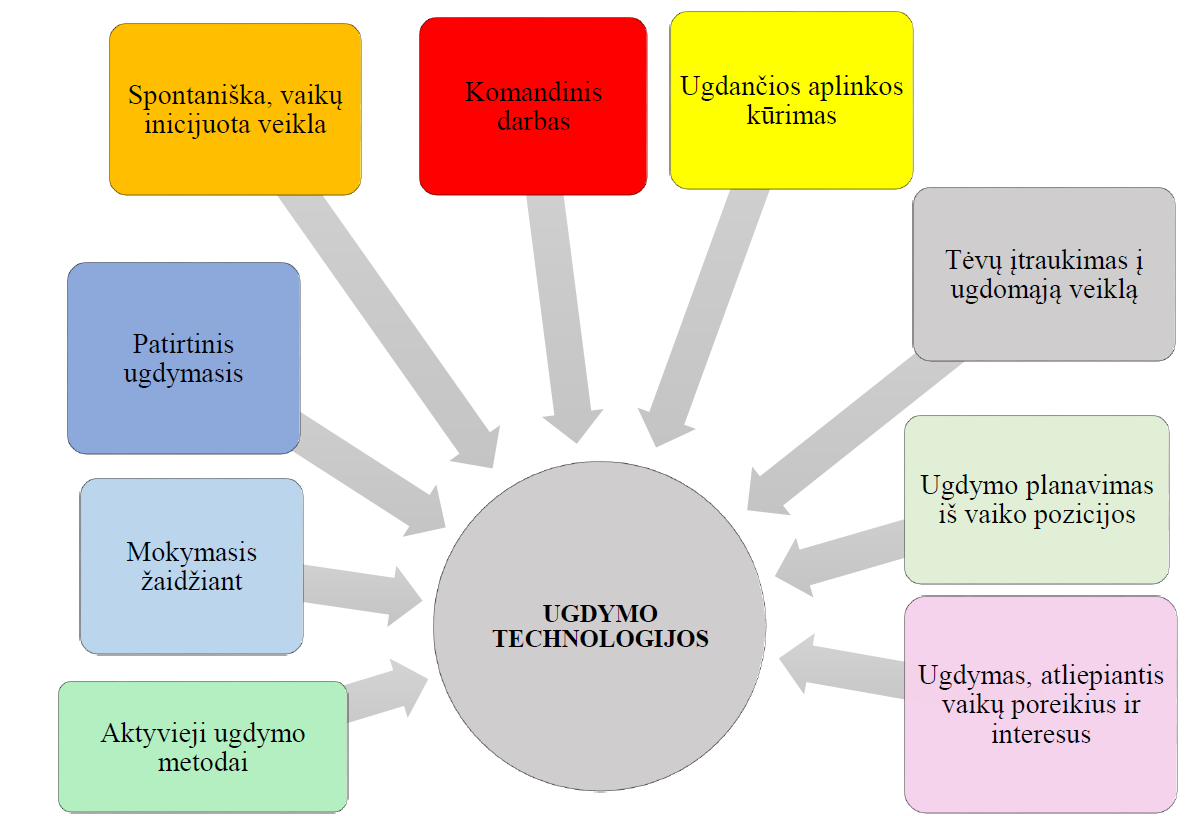 Spontaniška, vaikų
inicijuota veikla
Komandinis
darbas
Ugdančios aplinkos
kūrimas
Tėvų įtraukimas į
ugdomąją veiklą
Patirtinis
ugdymasis
Ugdymo planavimas
iš vaiko pozicijos
Mokymasis
žaidžiant
UGDYMO
TECHNOLOGIJOS
Ugdymas, atliepiantis
vaikų poreikius ir
interesus
Aktyvieji ugdymo
metodai